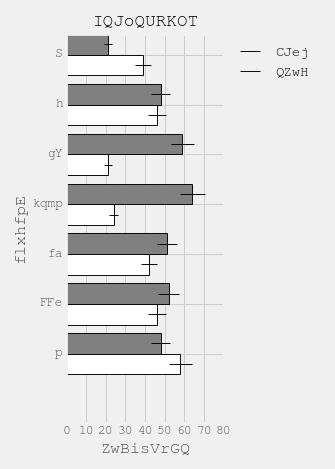 IQJoQURKOT
CJej
QZwH
S
h
gY
kqmp
fa
FFe
p
flxhfpE
0 10 20 30 40 50 60 70 80
ZwBisVrGQ